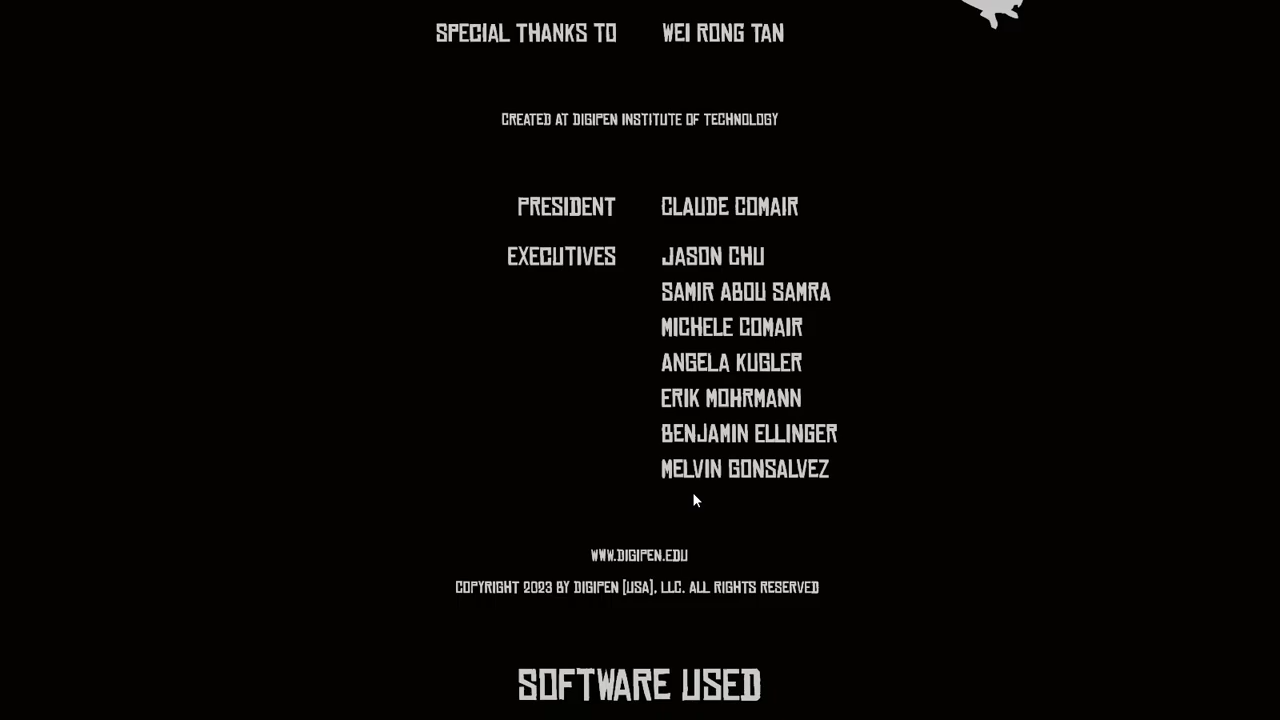 SPECIAL THANKS TO WEI RONG TAN
CREATED AT DIGIPEN INSTITUTE OF TECHNOLOGY
PRESIDENT CLAUDE COMAIR
EXECUTIVES JASON CHU
SAMIR ABOU SAMRA
MICHELE COMAIR
ANGELA KUGLER
ERIK MOHRMANN
BENJAMIN ELLINGER
MELVIN GONSALVEZ
WWW.DIGIPEN.EDU
COPYRIGHT 2023 BY DIGIPEN [USA], LLC. ALL RIGHTS RESERVED
SOFTWARE USED